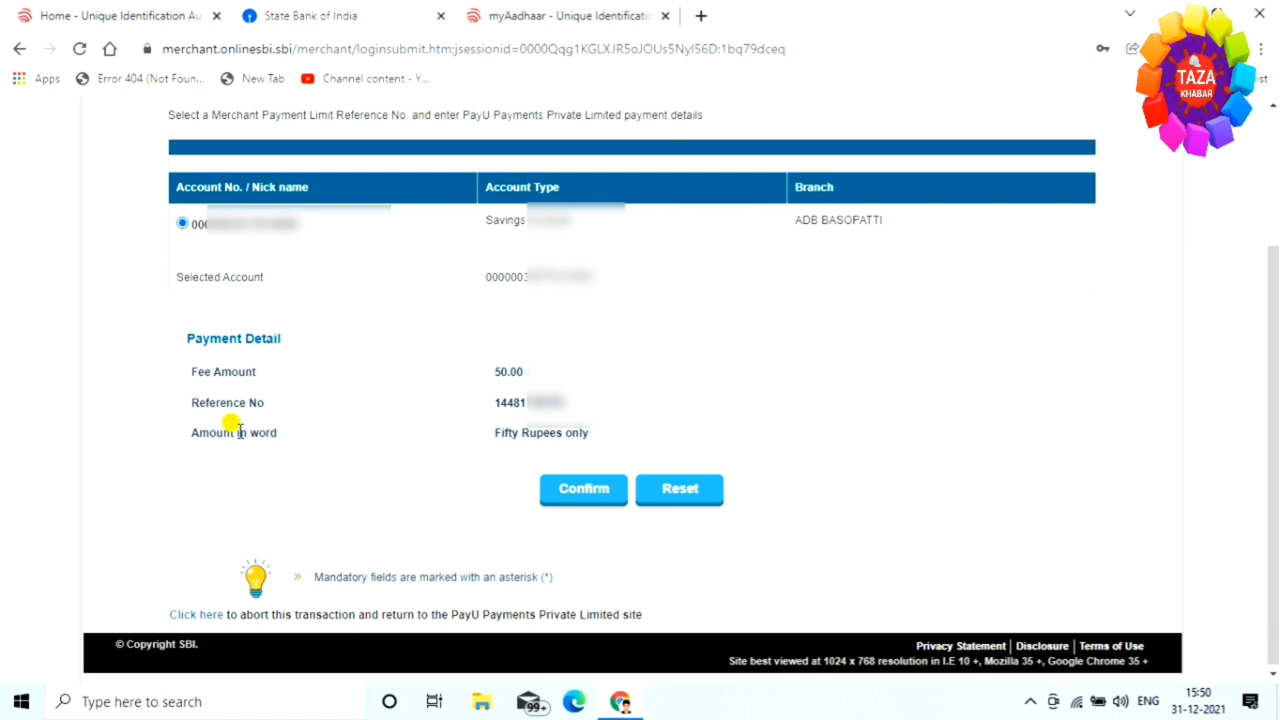 Home - Unique Identification Au
State Bank of India
myAadhaar - Unique Identificatio
merchant.onlinesbi.sbi/merchant/loginsubmit.htm;jsessionid=0000Qqg1KGLXJR5oJOUs5NyI56D:1bq79dceq
Apps Error 404 (Not Foun... New Tab Channel content - Y...
TAZA
KHABAR
Select a Merchant Payment Limit Reference No. and enter PayU Payments Private Limited payment details
Account No. / Nick name Account Type Branch
Savings ADB BASOPATTI
Selected Account 0000003
Payment Detail
Fee Amount 50.00
Reference No 14481
Amount in word Fifty Rupees only
Confirm Reset
» Mandatory fields are marked with an asterisk (*)
Click here to abort this transaction and return to the PayU Payments Private Limited site
© Copyright SBI.
Privacy Statement | Disclosure | Terms of Use
Site best viewed at 1024 x 768 resolution in I.E 10 +, Mozilla 35 +, Google Chrome 35 +
Type here to search
99+
ENG
15:50
31-12-2021